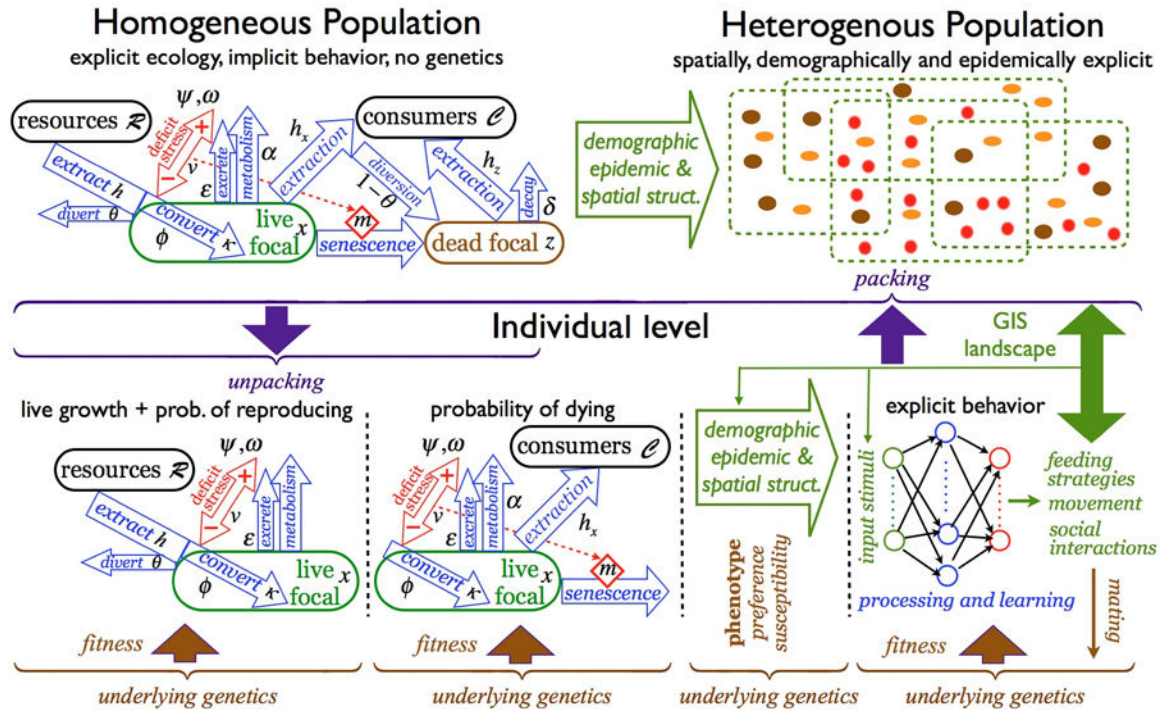 Homogeneous Population
explicit ecology, implicit behavior, no genetics
resources R
extract h
divert θ
deficit stress
+
−
ψ, ω
ν
ε
excrete
metabolism
α
convert ϰ
ϕ
live x
focal
extraction
h_x
consumers C
diversion
1−θ
extraction
h_z
decay
δ
m
senescence
dead focal z
demographic
epidemic &
spatial struct.
Heterogenous Population
spatially, demographically and epidemically explicit
packing
Individual level
unpacking
GIS
landscape
live growth + prob. of reproducing
resources R
extract h
divert θ
deficit stress
+
−
ψ, ω
ν
ε
excrete
metabolism
convert ϰ
ϕ
live x
focal
fitness
underlying genetics
probability of dying
ψ, ω
deficit stress
+
−
ν
ε
excrete
metabolism
α
consumers C
extraction
h_x
convert ϰ
ϕ
live x
focal
m
senescence
fitness
underlying genetics
demographic
epidemic &
spatial struct.
phenotype
preference
susceptibility
underlying genetics
explicit behavior
input stimuli
feeding
strategies
movement
social
interactions
processing and learning
mating
fitness
underlying genetics